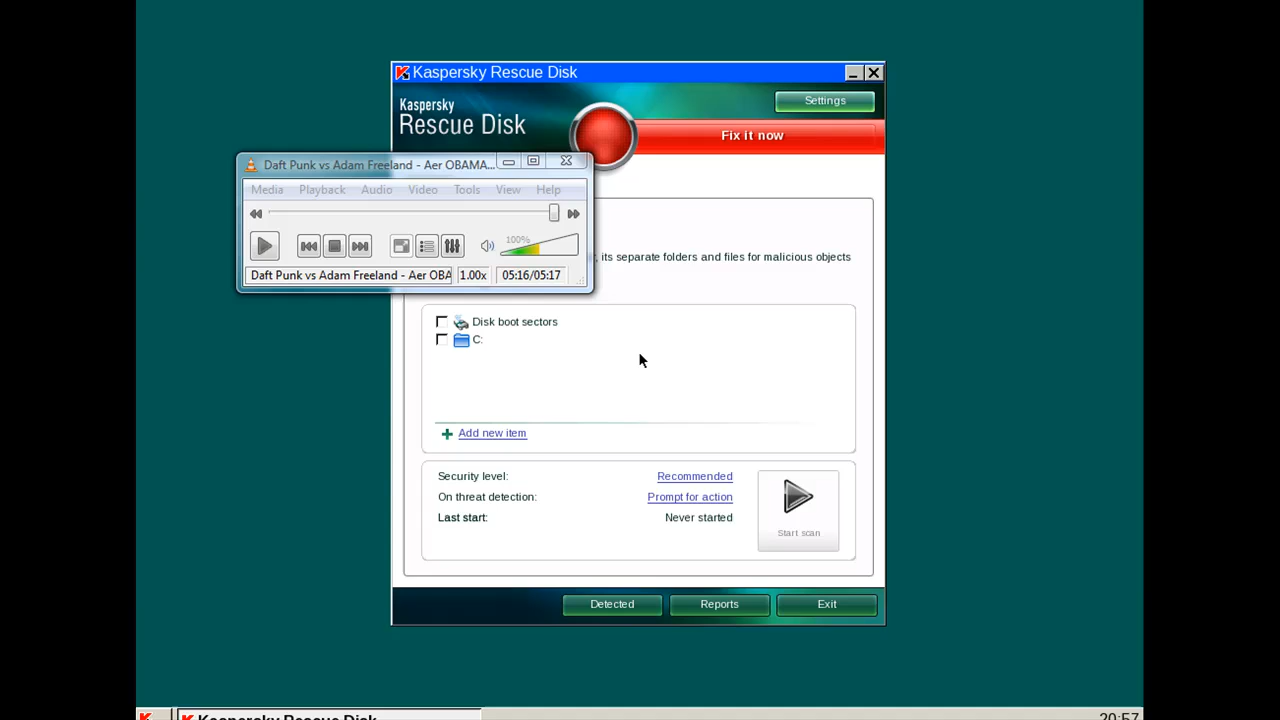 Kaspersky Rescue Disk
Settings
Kaspersky
Rescue Disk
Fix it now
Daft Punk vs Adam Freeland - Aer OBAMA...
Media Playback Audio Video Tools View Help
100%
Daft Punk vs Adam Freeland - Aer OBA 1.00x 05:16/05:17
, its separate folders and files for malicious objects
Disk boot sectors
C:
Add new item
Security level: Recommended
On threat detection: Prompt for action
Last start: Never started
Start scan
Detected Reports Exit
Kaspersky Rescue Disk 20:57